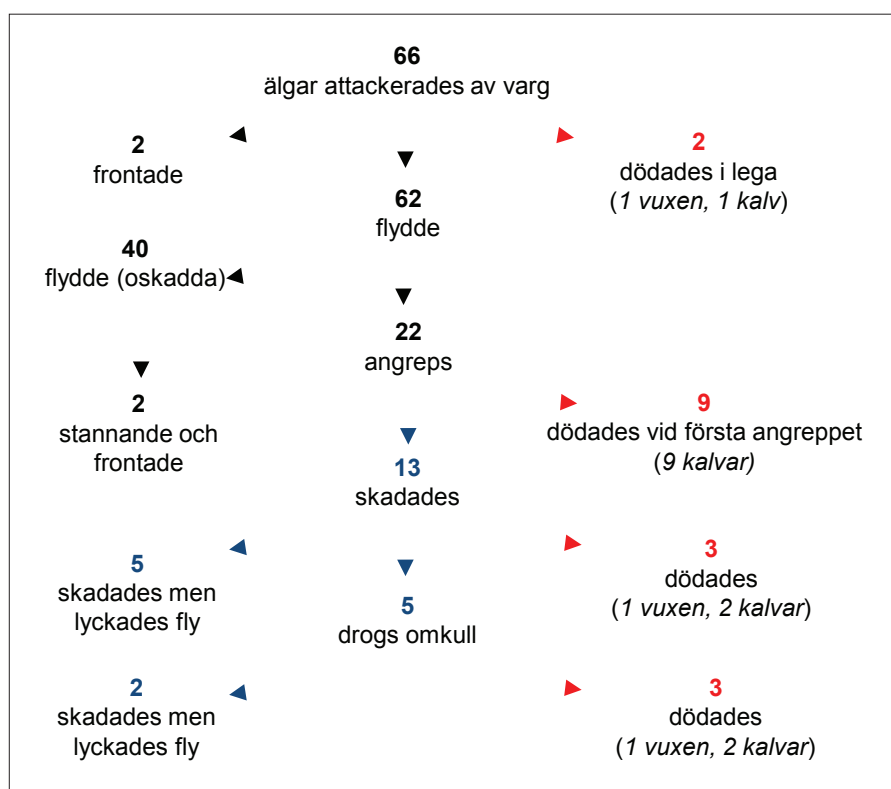 66
älgar attackerades av varg
2
frontade
62
flydde
2
dödades i lega
(1 vuxen, 1 kalv)
40
flydde (oskadda)
22
angreps
2
stannande och
frontade
9
dödades vid första angreppet
(9 kalvar)
13
skadades
5
skadades men
lyckades fly
5
drogs omkull
3
dödades
(1 vuxen, 2 kalvar)
2
skadades men
lyckades fly
3
dödades
(1 vuxen, 2 kalvar)